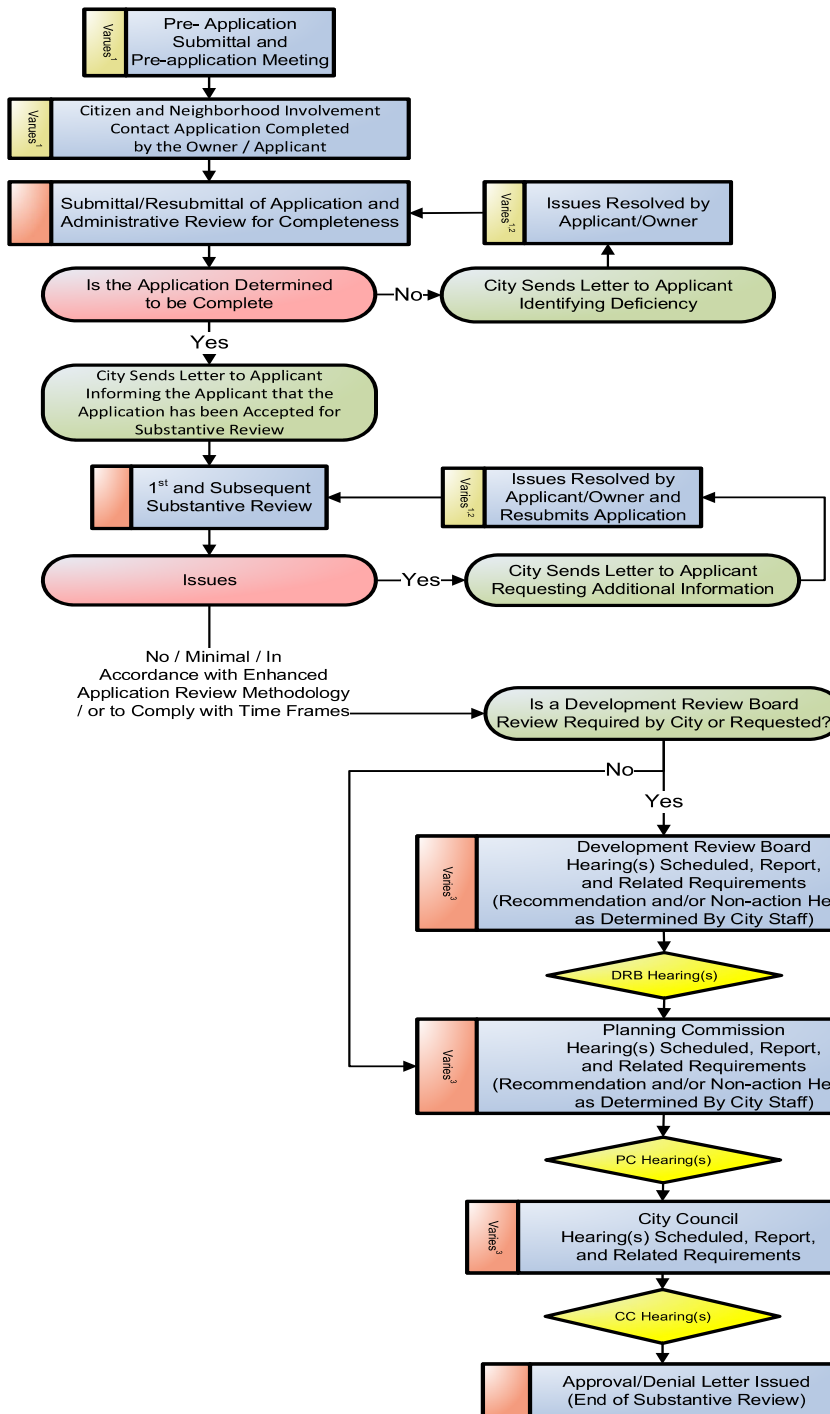 Pre- Application
Submittal and
Pre-application Meeting
Varues¹
Citizen and Neighborhood Involvement
Contact Application Completed
by the Owner / Applicant
Varues¹
Submittal/Resubmittal of Application and
Administrative Review for Completeness
Issues Resolved by
Applicant/Owner
Varies¹,²
Is the Application Determined
to be Complete
No
City Sends Letter to Applicant
Identifying Deficiency
Yes
City Sends Letter to Applicant
Informing the Applicant that the
Application has been Accepted for
Substantive Review
1st and Subsequent
Substantive Review
Issues Resolved by
Applicant/Owner and
Resubmits Application
Varies¹,²
Issues
Yes
City Sends Letter to Applicant
Requesting Additional Information
No / Minimal / In
Accordance with Enhanced
Application Review Methodology
/ or to Comply with Time Frames
Is a Development Review Board
Review Required by City or Requested?
No
Yes
Development Review Board
Hearing(s) Scheduled, Report,
and Related Requirements
(Recommendation and/or Non-action He
as Determined By City Staff)
Varies³
DRB Hearing(s)
Planning Commission
Hearing(s) Scheduled, Report,
and Related Requirements
(Recommendation and/or Non-action He
as Determined By City Staff)
Varies³
PC Hearing(s)
City Council
Hearing(s) Scheduled, Report,
and Related Requirements
Varies³
CC Hearing(s)
Approval/Denial Letter Issued
(End of Substantive Review)